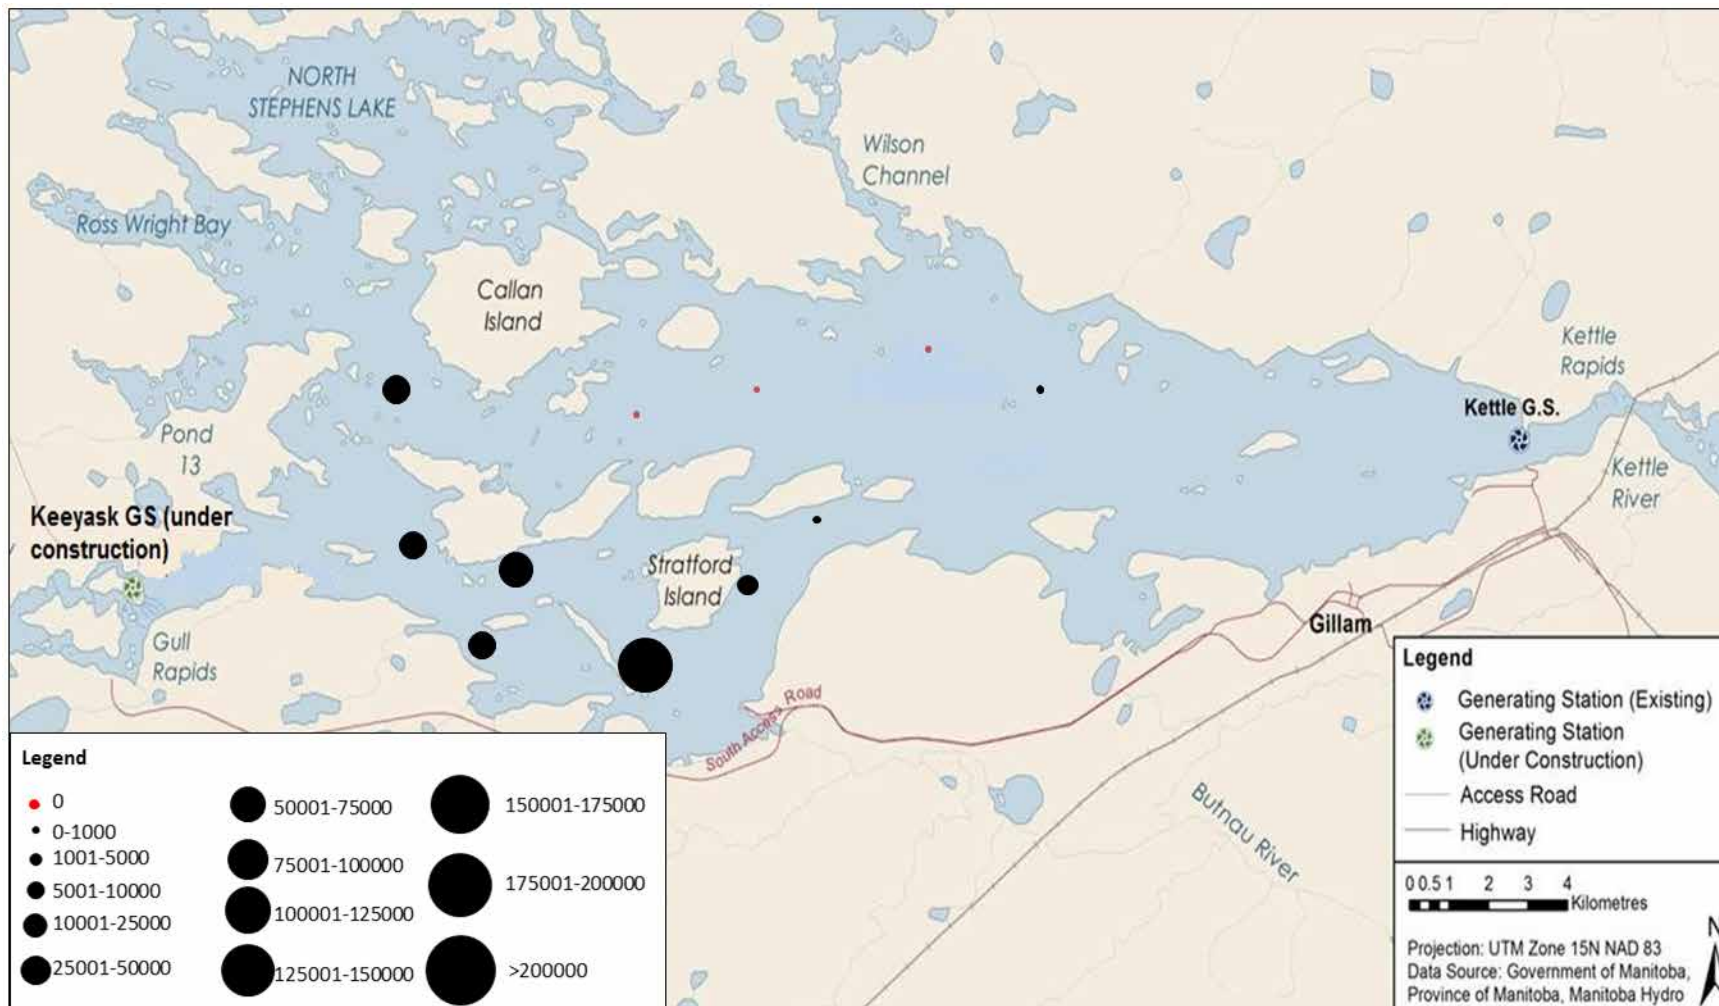 NORTH
STEPHENS LAKE
Wilson
Channel
Ross Wright Bay
Callan
Island
Kettle
Rapids
Kettle G.S.
Pond
13
Kettle
River
Keeyask GS (under
construction)
Stratford
Island
Gull
Rapids
Gillam
South Access Road
Butnau River
Legend
0
0-1000
1001-5000
5001-10000
10001-25000
25001-50000
50001-75000
75001-100000
100001-125000
125001-150000
150001-175000
175001-200000
>200000
Legend
Generating Station (Existing)
Generating Station
(Under Construction)
Access Road
Highway
0 0.5 1 2 3 4
Kilometres
Projection: UTM Zone 15N NAD 83
Data Source: Government of Manitoba,
Province of Manitoba, Manitoba Hydro
N